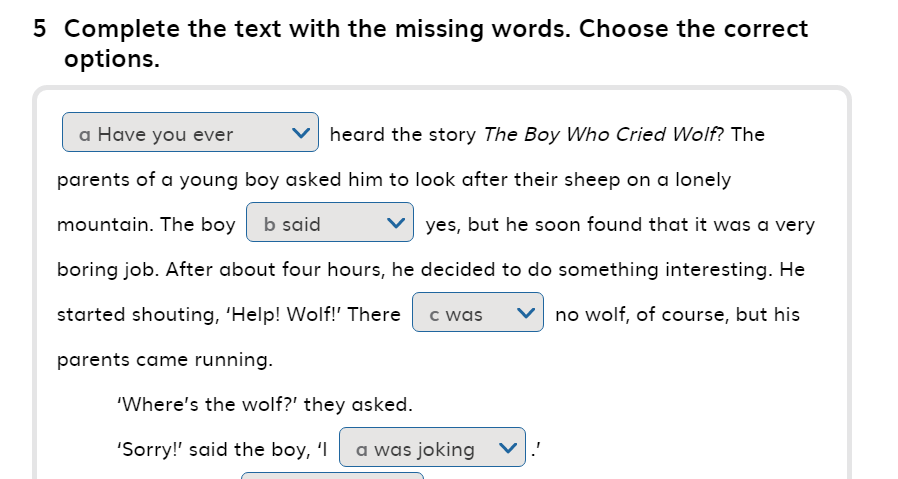 5 Complete the text with the missing words. Choose the correct
options.
a Have you ever heard the story The Boy Who Cried Wolf? The
parents of a young boy asked him to look after their sheep on a lonely
mountain. The boy b said yes, but he soon found that it was a very
boring job. After about four hours, he decided to do something interesting. He
started shouting, ‘Help! Wolf!’ There c was no wolf, of course, but his
parents came running.
‘Where’s the wolf?’ they asked.
‘Sorry!’ said the boy, ‘I a was joking .’